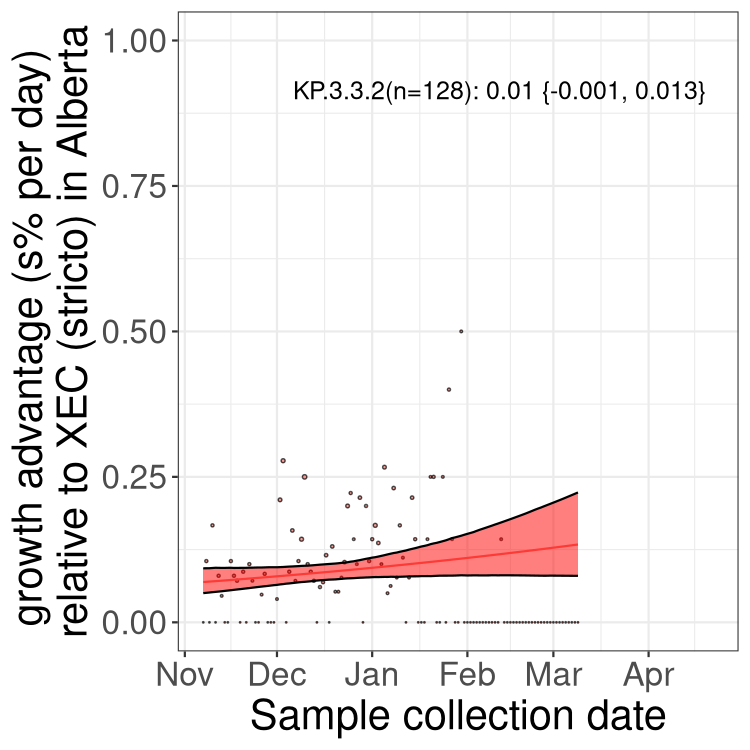 growth advantage (s% per day)
relative to XEC (stricto) in Alberta
1.00
0.75
0.50
0.25
0.00
KP.3.3.2(n=128): 0.01 {-0.001, 0.013}
Nov Dec Jan Feb Mar Apr
Sample collection date